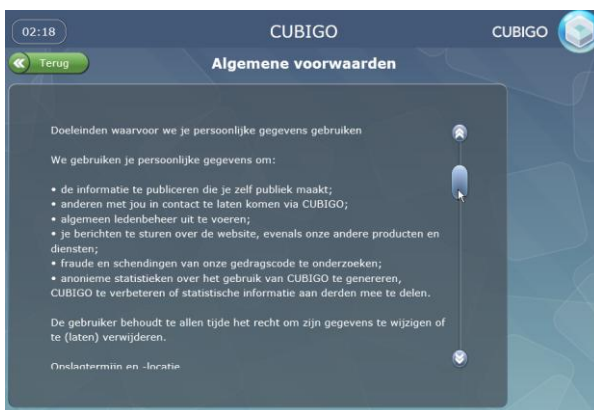 02:18
CUBIGO
CUBIGO
Terug
Algemene voorwaarden
Doeleinden waarvoor we je persoonlijke gegevens gebruiken
We gebruiken je persoonlijke gegevens om:
• de informatie te publiceren die je zelf publiek maakt;
• anderen met jou in contact te laten komen via CUBIGO;
• algemeen ledenbeheer uit te voeren;
• je berichten te sturen over de website, evenals onze andere producten en
diensten;
• fraude en schendingen van onze gedragscode te onderzoeken;
• anonieme statistieken over het gebruik van CUBIGO te genereren,
CUBIGO te verbeteren of statistische informatie aan derden mee te delen.
De gebruiker behoudt te allen tijde het recht om zijn gegevens te wijzigen of
te (laten) verwijderen.
Opslagtermijn en -locatie